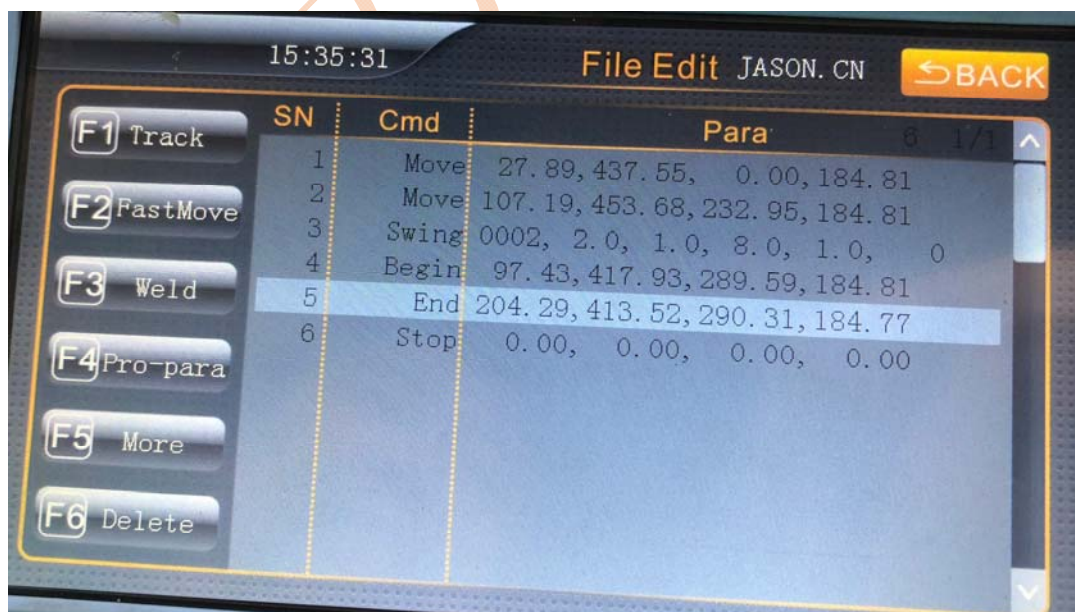 15:35:31 File Edit JASON.CN BACK
SN Cmd Para 6 1/1
F1 Track
1 Move 27.89,437.55, 0.00,184.81
F2 FastMove
2 Move 107.19,453.68,232.95,184.81
3 Swing 0002, 2.0, 1.0, 8.0, 1.0, 0
F3 Weld
4 Begin 97.43,417.93,289.59,184.81
5 End 204.29,413.52,290.31,184.77
F4 Pro-para
6 Stop 0.00, 0.00, 0.00, 0.00
F5 More
F6 Delete